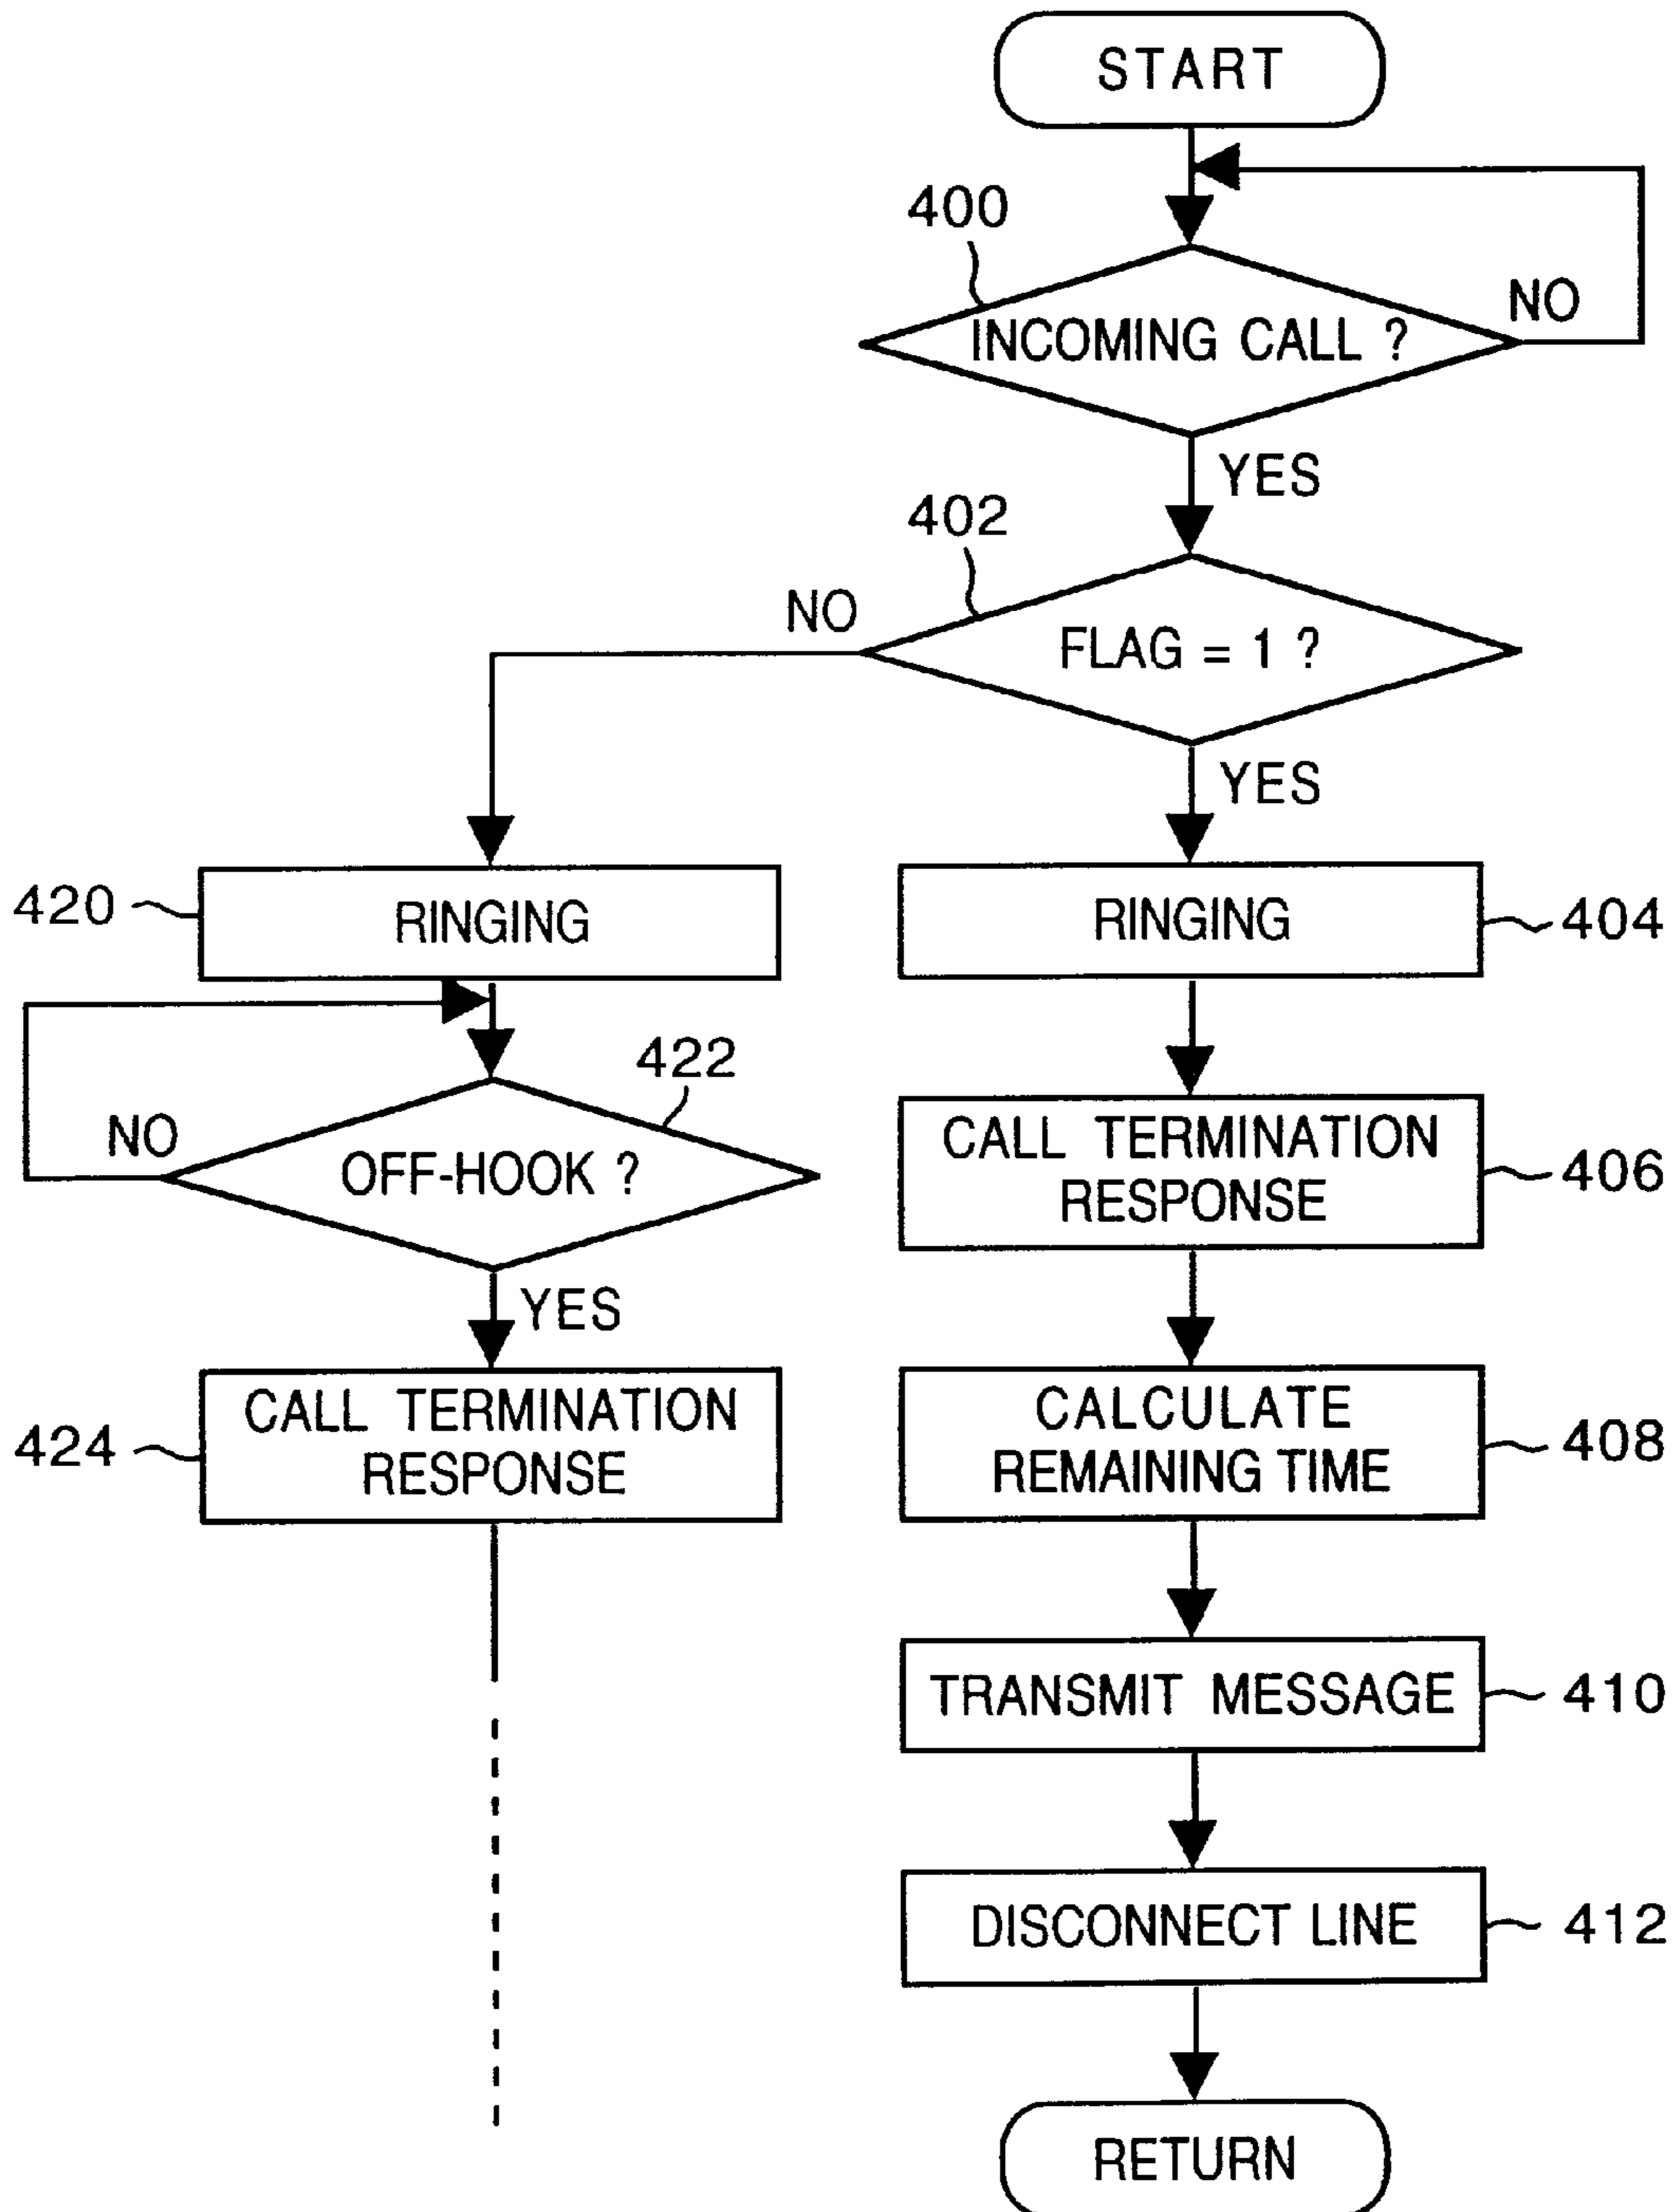 START
400
INCOMING CALL ?
NO
YES
402
NO
FLAG = 1 ?
YES
420
RINGING
RINGING
404
422
NO
OFF-HOOK ?
CALL TERMINATION
RESPONSE
406
YES
424
CALL TERMINATION
RESPONSE
CALCULATE
REMAINING TIME
408
TRANSMIT MESSAGE
410
DISCONNECT LINE
412
RETURN